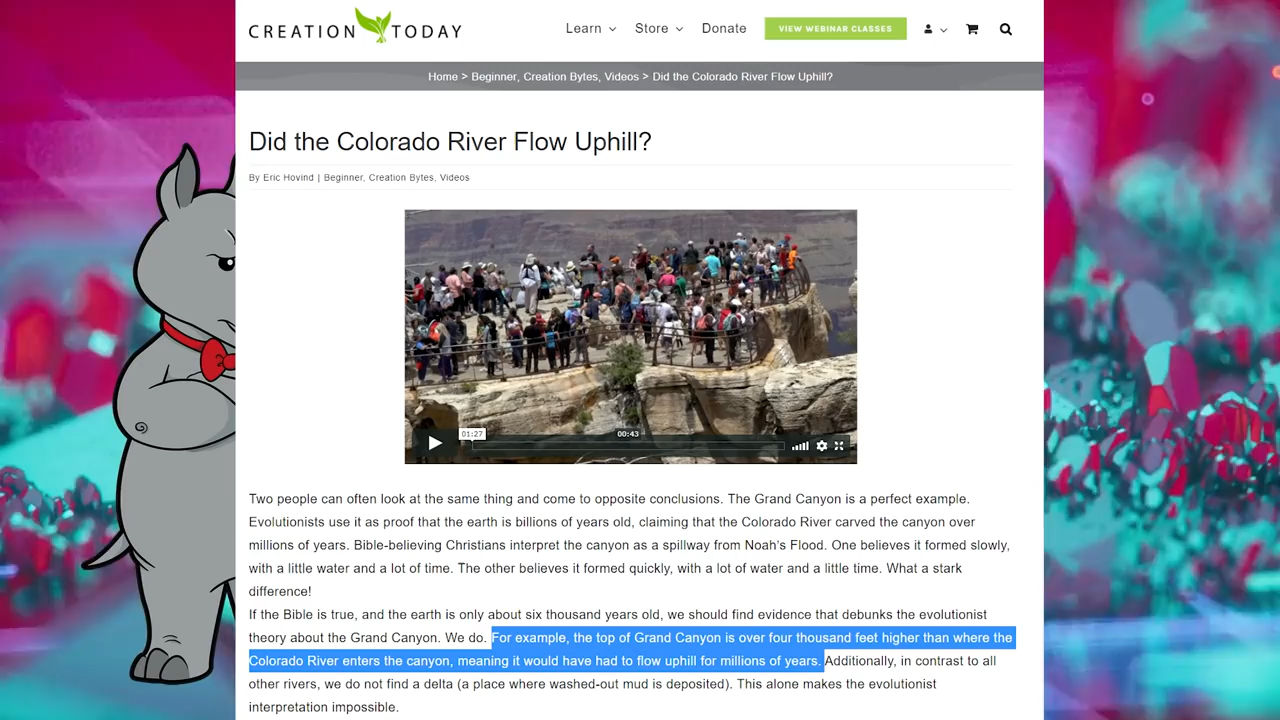 CREATION TODAY
Learn Store Donate VIEW WEBINAR CLASSES
Home > Beginner, Creation Bytes, Videos > Did the Colorado River Flow Uphill?
Did the Colorado River Flow Uphill?
By Eric Hovind | Beginner, Creation Bytes, Videos
01:27 00:43
Two people can often look at the same thing and come to opposite conclusions. The Grand Canyon is a perfect example.
Evolutionists use it as proof that the earth is billions of years old, claiming that the Colorado River carved the canyon over
millions of years. Bible-believing Christians interpret the canyon as a spillway from Noah's Flood. One believes it formed slowly,
with a little water and a lot of time. The other believes it formed quickly, with a lot of water and a little time. What a stark
difference!
If the Bible is true, and the earth is only about six thousand years old, we should find evidence that debunks the evolutionist
theory about the Grand Canyon. We do. For example, the top of Grand Canyon is over four thousand feet higher than where the
Colorado River enters the canyon, meaning it would have had to flow uphill for millions of years. Additionally, in contrast to all
other rivers, we do not find a delta (a place where washed-out mud is deposited). This alone makes the evolutionist
interpretation impossible.